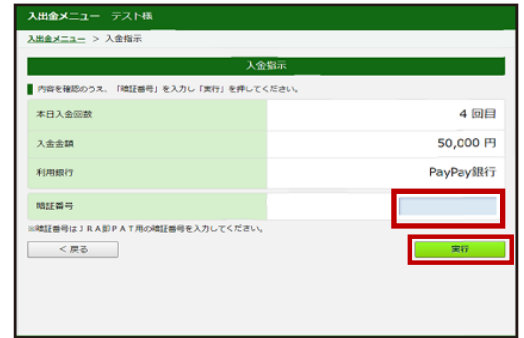 入出金メニュー テスト様
入出金メニュー > 入金指示
入金指示
内容を確認のうえ、「暗証番号」を入力し「実行」を押してください。
本日入金回数 4 回目
入金金額 50,000 円
利用銀行 PayPay銀行
暗証番号
※暗証番号はJRA即PAT用の暗証番号を入力してください。
< 戻る 実行